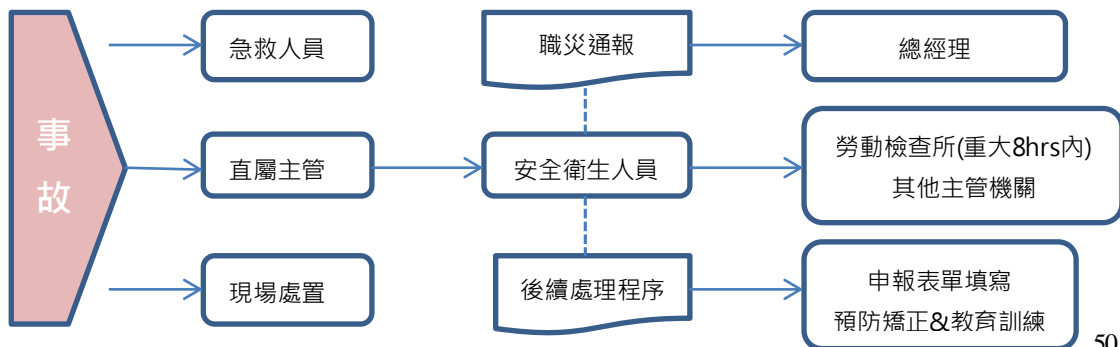 事
故
急救人員
職災通報
總經理
直屬主管
安全衛生人員
勞動檢查所(重大8hrs內)
其他主管機關
現場處置
後續處理程序
申報表單填寫
預防矯正&教育訓練
50